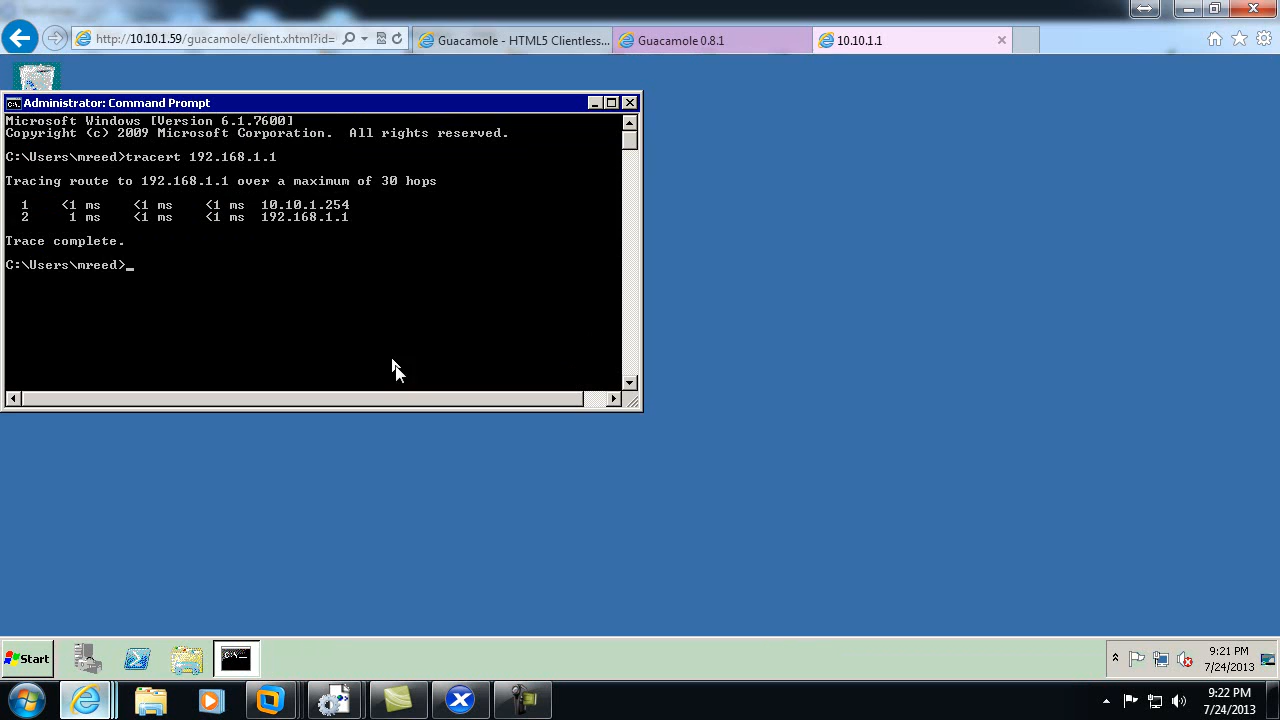 http://10.10.1.59/guacamole/client.xhtml?id=
Guacamole - HTML5 Clientless...
Guacamole 0.8.1
10.10.1.1
Administrator: Command Prompt
Microsoft Windows [Version 6.1.7600]
Copyright (c) 2009 Microsoft Corporation.  All rights reserved.
C:\Users\mreed>tracert 192.168.1.1
Tracing route to 192.168.1.1 over a maximum of 30 hops
1    <1 ms    <1 ms    <1 ms  10.10.1.254
2     1 ms    <1 ms    <1 ms  192.168.1.1
Trace complete.
C:\Users\mreed>_
Start
9:21 PM
7/24/2013
9:22 PM
7/24/2013